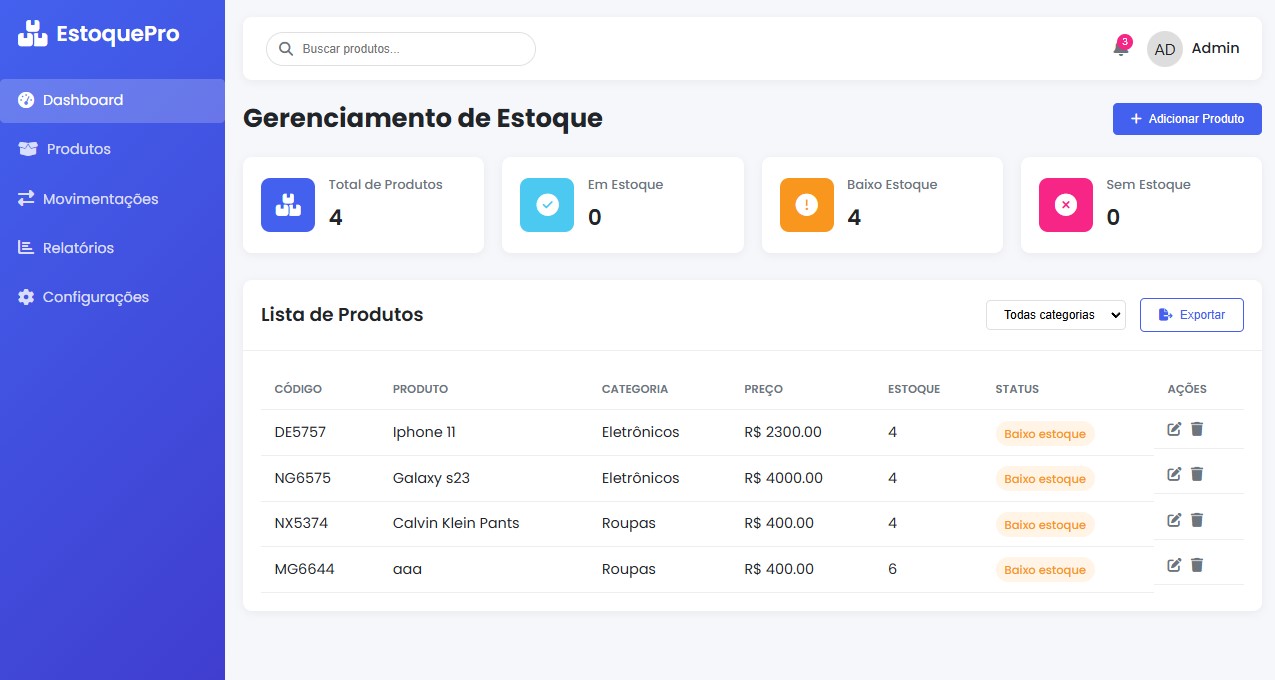 EstoquePro
Dashboard
Produtos
Movimentações
Relatórios
Configurações
Buscar produtos...
3
AD
Admin
Gerenciamento de Estoque
Adicionar Produto
Total de Produtos
4
Em Estoque
0
Baixo Estoque
4
Sem Estoque
0
Lista de Produtos
Todas categorias
Exportar
CÓDIGO PRODUTO CATEGORIA PREÇO ESTOQUE STATUS AÇÕES
DE5757 Iphone 11 Eletrônicos R$ 2300.00 4 Baixo estoque
NG6575 Galaxy s23 Eletrônicos R$ 4000.00 4 Baixo estoque
NX5374 Calvin Klein Pants Roupas R$ 400.00 4 Baixo estoque
MG6644 aaa Roupas R$ 400.00 6 Baixo estoque